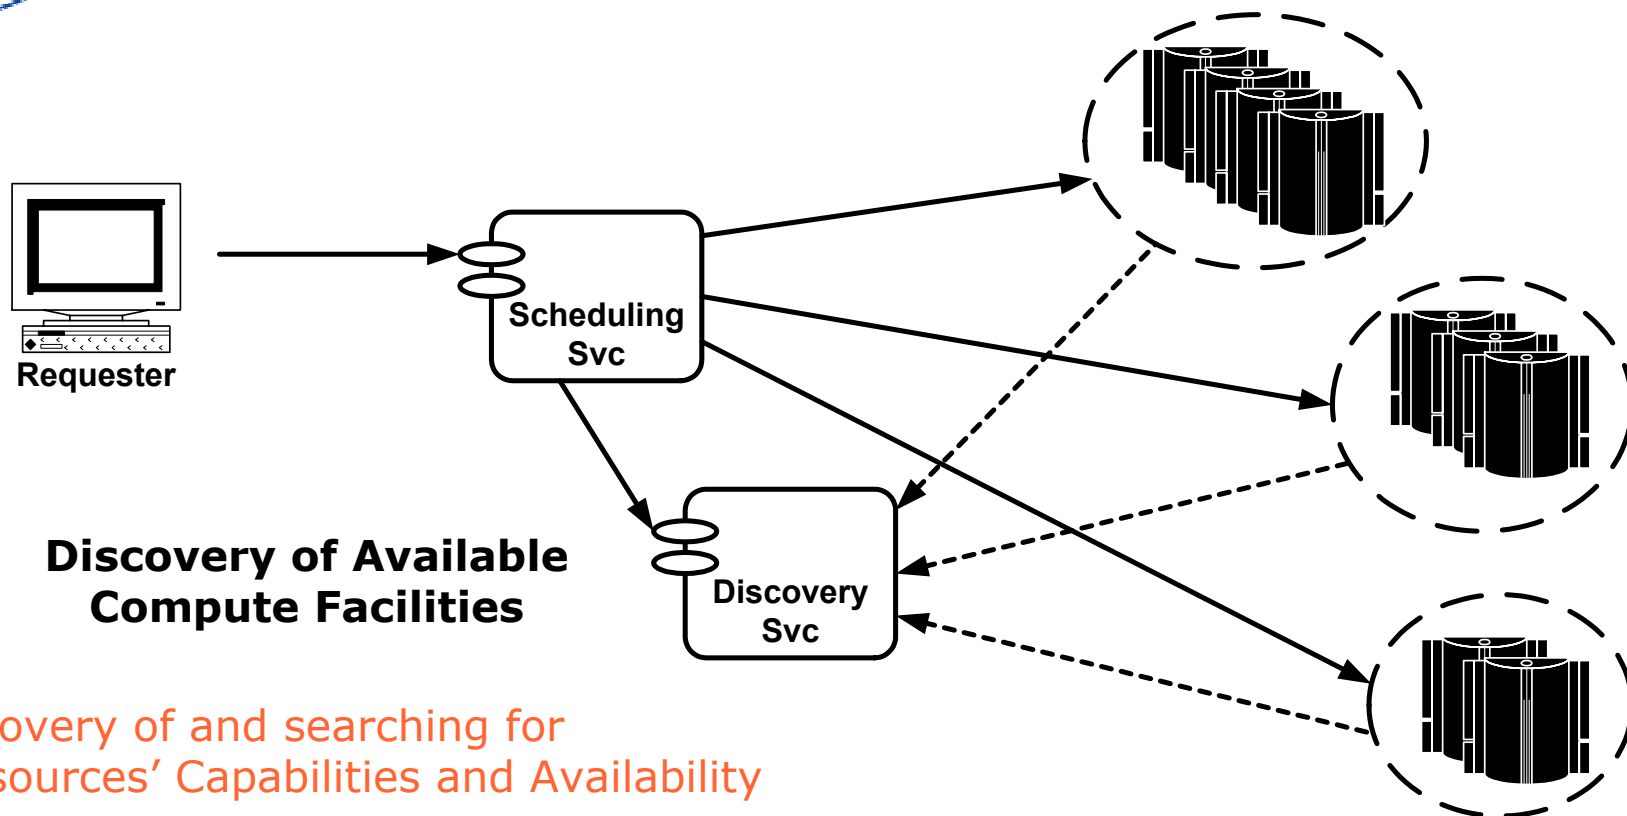 Requester
Scheduling
Svc
Discovery
Svc
Discovery of Available
Compute Facilities
overy of and searching for
sources’ Capabilities and Availability